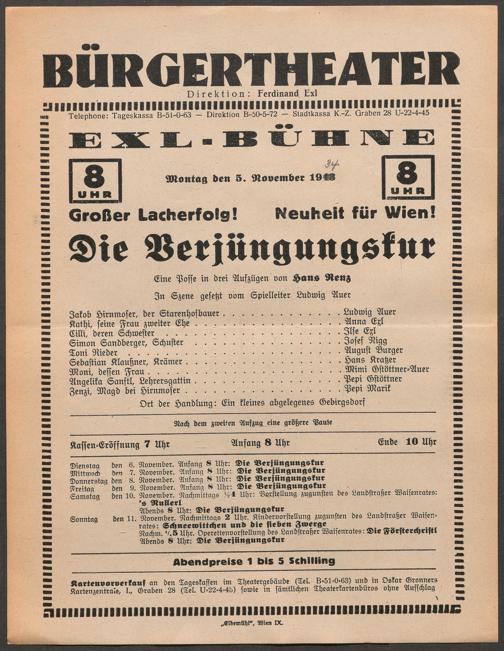 BÜRGERTHEATER
Direktion: Ferdinand Exl
Telephone: Tageskassa B-51-0-63 — Direktion B-50-5-72 — Stadtkassa K.-Z. Graben 28 U-22-4-45
EXL-BÜHNE
8 UHR
Montag den 5. November 19
34
8 UHR
Großer Lacherfolg! Neuheit für Wien!
Die Verjüngungskur
Eine Posse in drei Aufzügen von Hans Renz
In Szene gesetzt vom Spielleiter Ludwig Auer
Jakob Hirnmoser, der Starenhofbauer . . . . . . . . . . Ludwig Auer
Kathi, seine Frau zweiter Ehe . . . . . . . . . . Anna Exl
Cilli, deren Schwester . . . . . . . . . . Ilse Exl
Simon Sandberger, Schuster . . . . . . . . . . Josef Nigg
Toni Rieder . . . . . . . . . . August Burger
Sebastian Klaußner, Krämer . . . . . . . . . . Hans Kratzer
Moni, dessen Frau . . . . . . . . . . Mimi Gstöttner-Auer
Angelika Sanftl, Lehrersgattin . . . . . . . . . . Pepi Gstöttner
Zenzi, Magd bei Hirnmoser . . . . . . . . . . Pepi Marik
Ort der Handlung: Ein kleines abgelegenes Gebirgsdorf
Nach dem zweiten Aufzug eine größere Pause
Kassen-Eröffnung 7 Uhr Anfang 8 Uhr Ende 10 Uhr
Dienstag den 6. November. Anfang 8 Uhr: Die Verjüngungskur
Mittwoch den 7. November. Anfang 8 Uhr: Die Verjüngungskur
Donnerstag den 8. November. Anfang 8 Uhr: Die Verjüngungskur
Freitag den 9. November. Anfang 8 Uhr: Die Verjüngungskur
Samstag den 10. November. Nachmittags Uhr: Vorstellung zugunsten des Landstraßer Waisenrates:
's Nullerl
Abends 8 Uhr: Die Verjüngungskur
Sonntag den 11. November. Nachmittags 2 Uhr: Kindervorstellung zugunsten des Landstraßer Waisen-
rates: Schneewittchen und die sieben Zwerge
Nachm. Uhr: Operettenvorstellung des Landstraßer Waisenrates: Die Försterchristl
Abends 8 Uhr: Die Verjüngungskur
Abendpreise 1 bis 5 Schilling
Kartenvorverkauf an den Tageskassen im Theatergebäude (Tel. B-51-0-63) und in Oskar Gronners
Kartenzentrale, I., Graben 28 (Tel. U-22-4-45) sowie in sämtlichen Theaterkartenbüros ohne Aufschlag
„Elbemühl“, Wien IX.